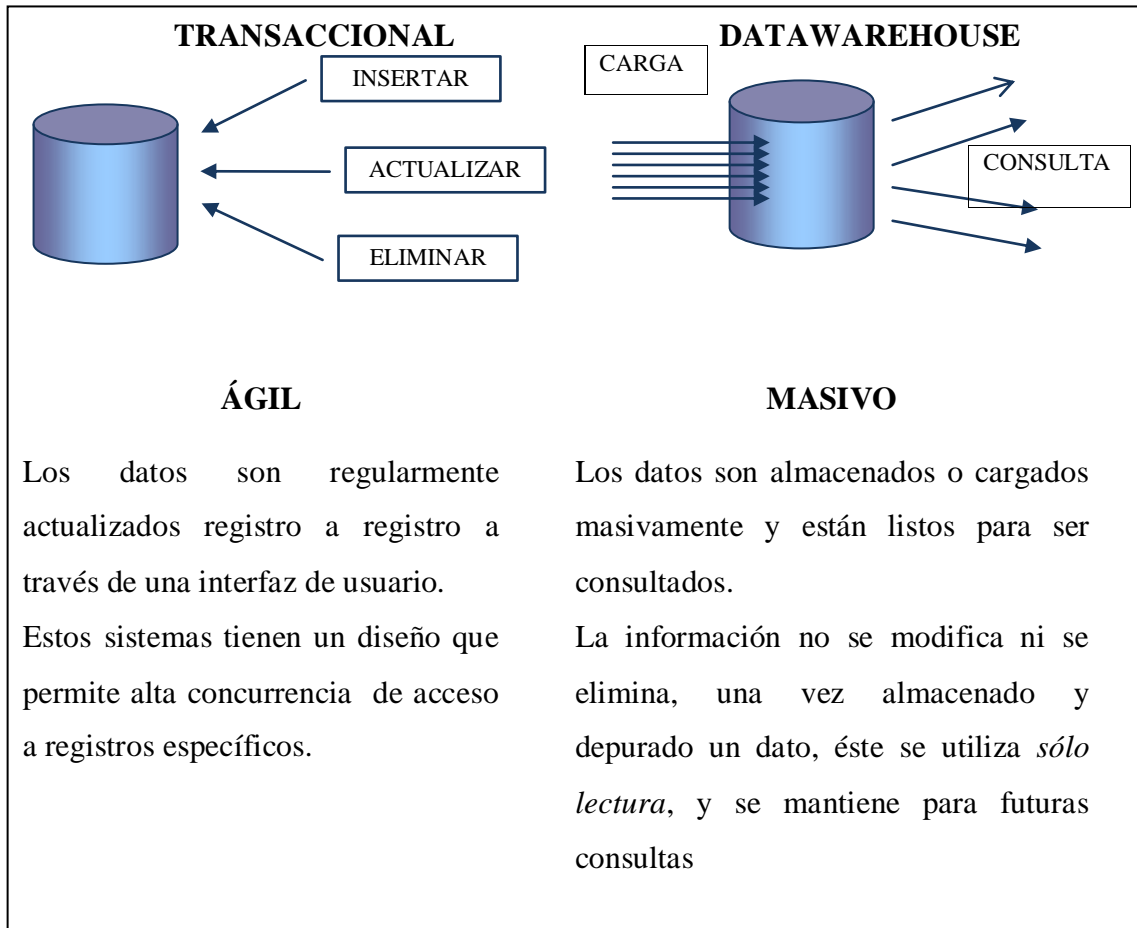 TRANSACCIONAL
INSERTAR
ACTUALIZAR
ELIMINAR
ÁGIL
Los datos son regularmente
actualizados registro a registro a
través de una interfaz de usuario.
Estos sistemas tienen un diseño que
permite alta concurrencia de acceso
a registros específicos.
DATAWAREHOUSE
CARGA
CONSULTA
MASIVO
Los datos son almacenados o cargados
masivamente y están listos para ser
consultados.
La información no se modifica ni se
elimina, una vez almacenado y
depurado un dato, éste se utiliza sólo
lectura, y se mantiene para futuras
consultas